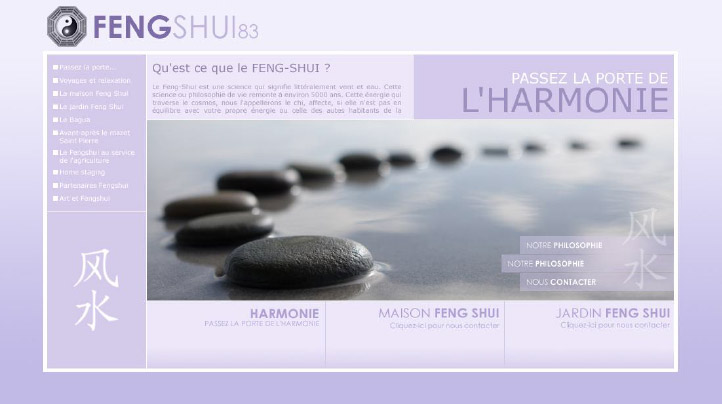 FENGSHUI83
Passez la porte...
Voyages et relaxation
La maison Feng Shui
Le jardin Feng Shui
La Bague
Avant-après le mazet
Saint Pierre
Le Fengshui au service
de l'agriculture
Home Staging
Partenaires Fengshui
Art et Fengshui
风
水
Qu'est ce que le FENG-SHUI ?
Le Feng-Shui est une science qui signifie littéralement vent et eau. Cette
science ou philosophie de vie remonte à environ 5000 ans. Cette énergie qui
traverse le cosmos, nous l'appellerons le chi, affecte, si elle n'est pas en
équilibre avec votre propre énergie ou celle des autres habitants de la
PASSEZ LA PORTE DE
L'HARMONIE
风
水
NOTRE PHILOSOPHIE
NOTRE PHILOSOPHIE
NOUS CONTACTER
HARMONIE
PASSEZ LA PORTE DE L'HARMONIE
MAISON FENG SHUI
Cliquez-ici pour nous contacter
JARDIN FENG SHUI
Cliquez-ici pour nous contacter